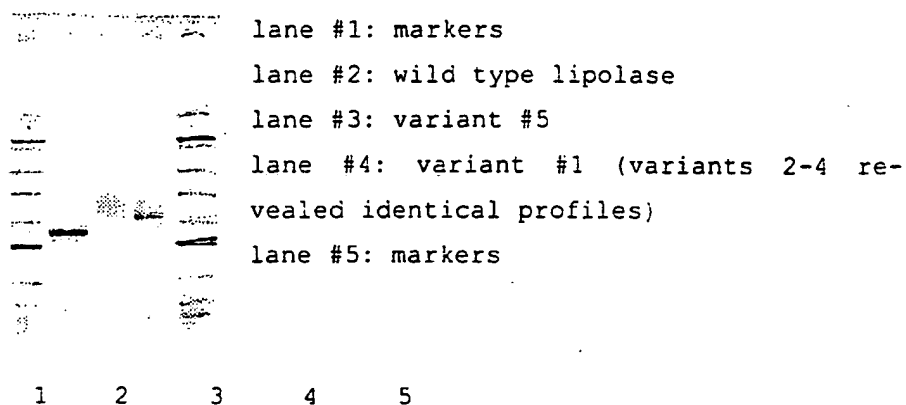 lane #1: markers
lane #2: wild type lipolase
lane #3: variant #5
lane #4: variant #1 (variants 2-4 re-
vealed identical profiles)
lane #5: markers
1 2 3 4 5